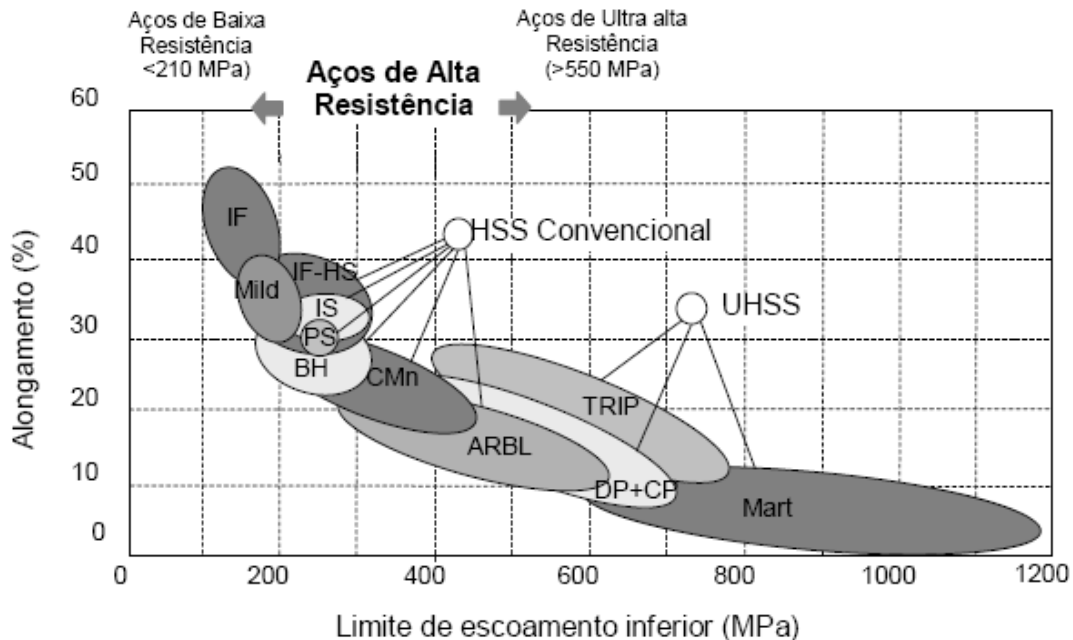 Aços de Baixa
Resistência
<210 MPa)
Aços de Alta
Resistência
Aços de Ultra alta
Resistência
(>550 MPa)
60
50
40
30
20
10
0
Alongamento (%)
IF
Mild
IF-HS
IS
PS
BH
CMn
ARBL
HSS Convencional
UHSS
TRIP
DP+CP
Mart
0
200
400
600
800
1000
1200
Limite de escoamento inferior (MPa)